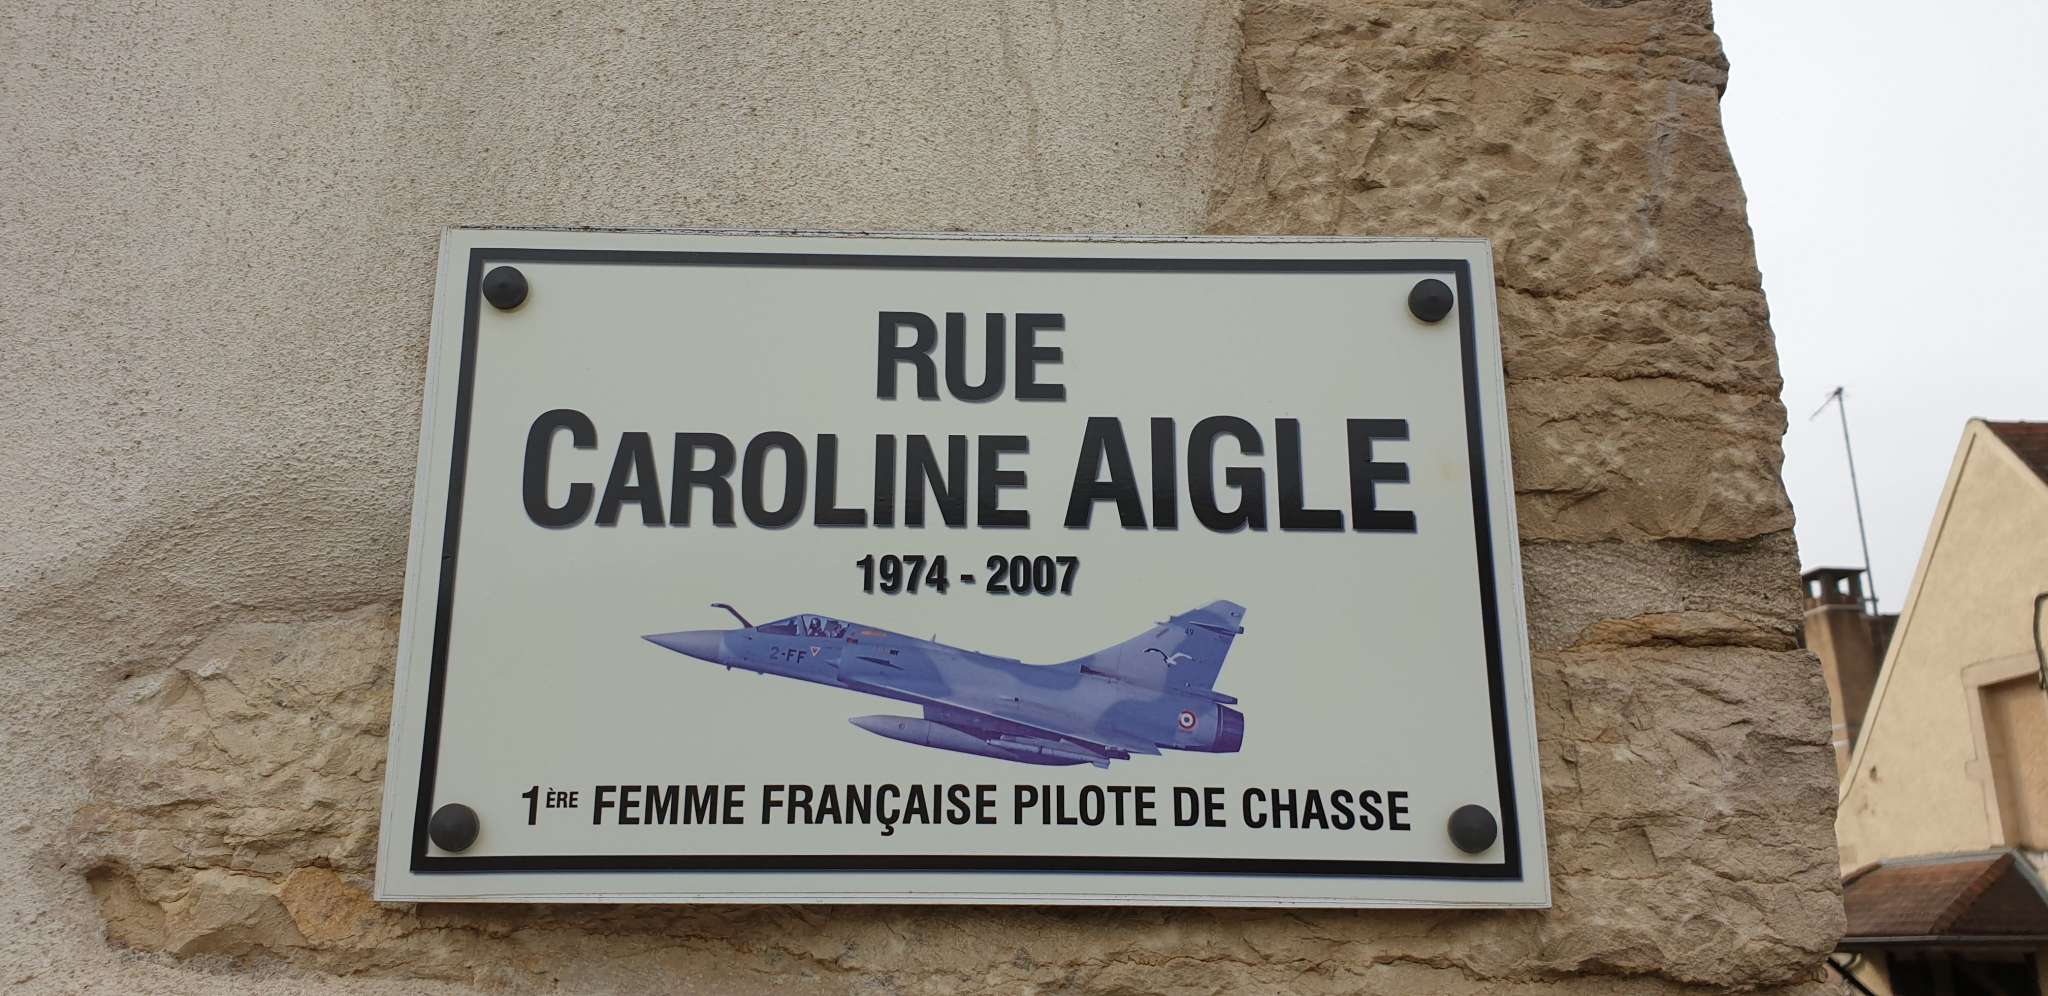 RUE
CAROLINE AIGLE
1974 - 2007
2-FF
1ÈRE FEMME FRANÇAISE PILOTE DE CHASSE